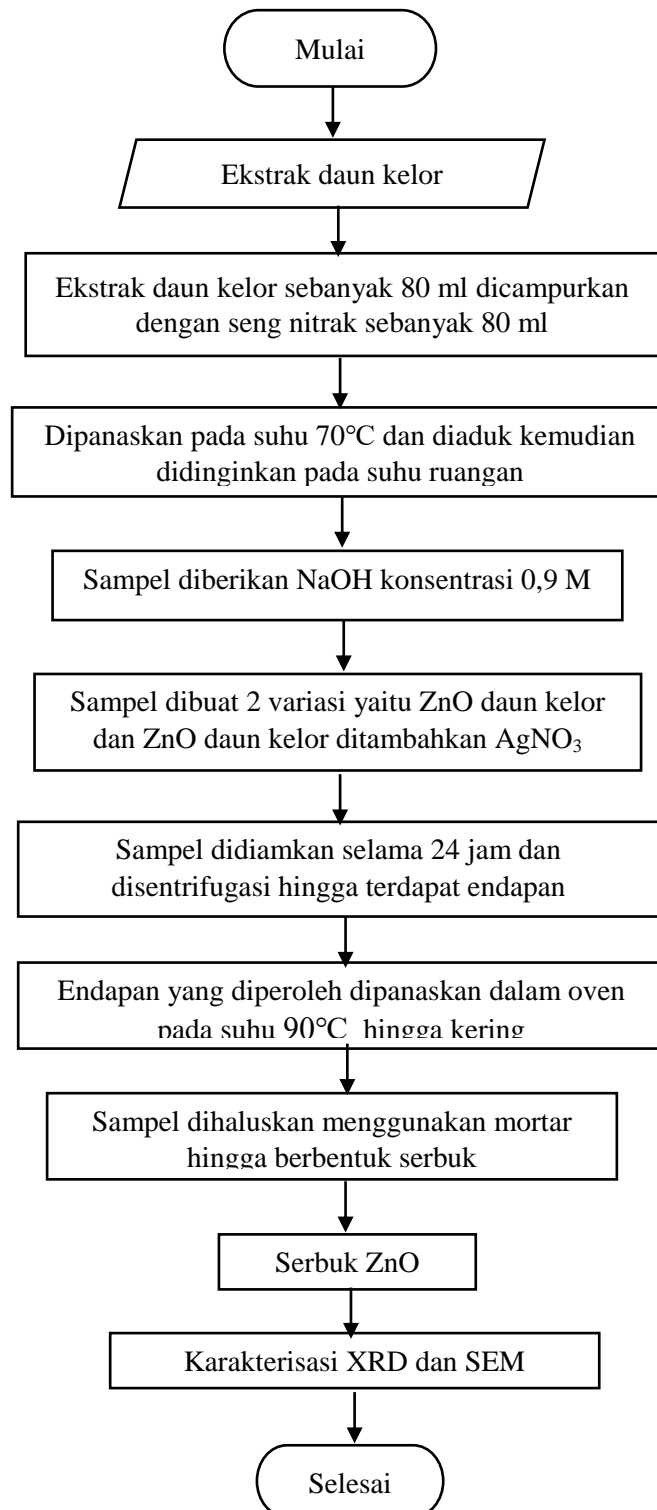 Mulai
Ekstrak daun kelor
Ekstrak daun kelor sebanyak 80 ml dicampurkan
dengan seng nitrak sebanyak 80 ml
Dipanaskan pada suhu 70°C dan diaduk kemudian
didinginkan pada suhu ruangan
Sampel diberikan NaOH konsentrasi 0,9 M
Sampel dibuat 2 variasi yaitu ZnO daun kelor
dan ZnO daun kelor ditambahkan AgNO₃
Sampel didiamkan selama 24 jam dan
disentrifugasi hingga terdapat endapan
Endapan yang diperoleh dipanaskan dalam oven
pada suhu 90°C hingga kering
Sampel dihaluskan menggunakan mortar
hingga berbentuk serbuk
Serbuk ZnO
Karakterisasi XRD dan SEM
Selesai